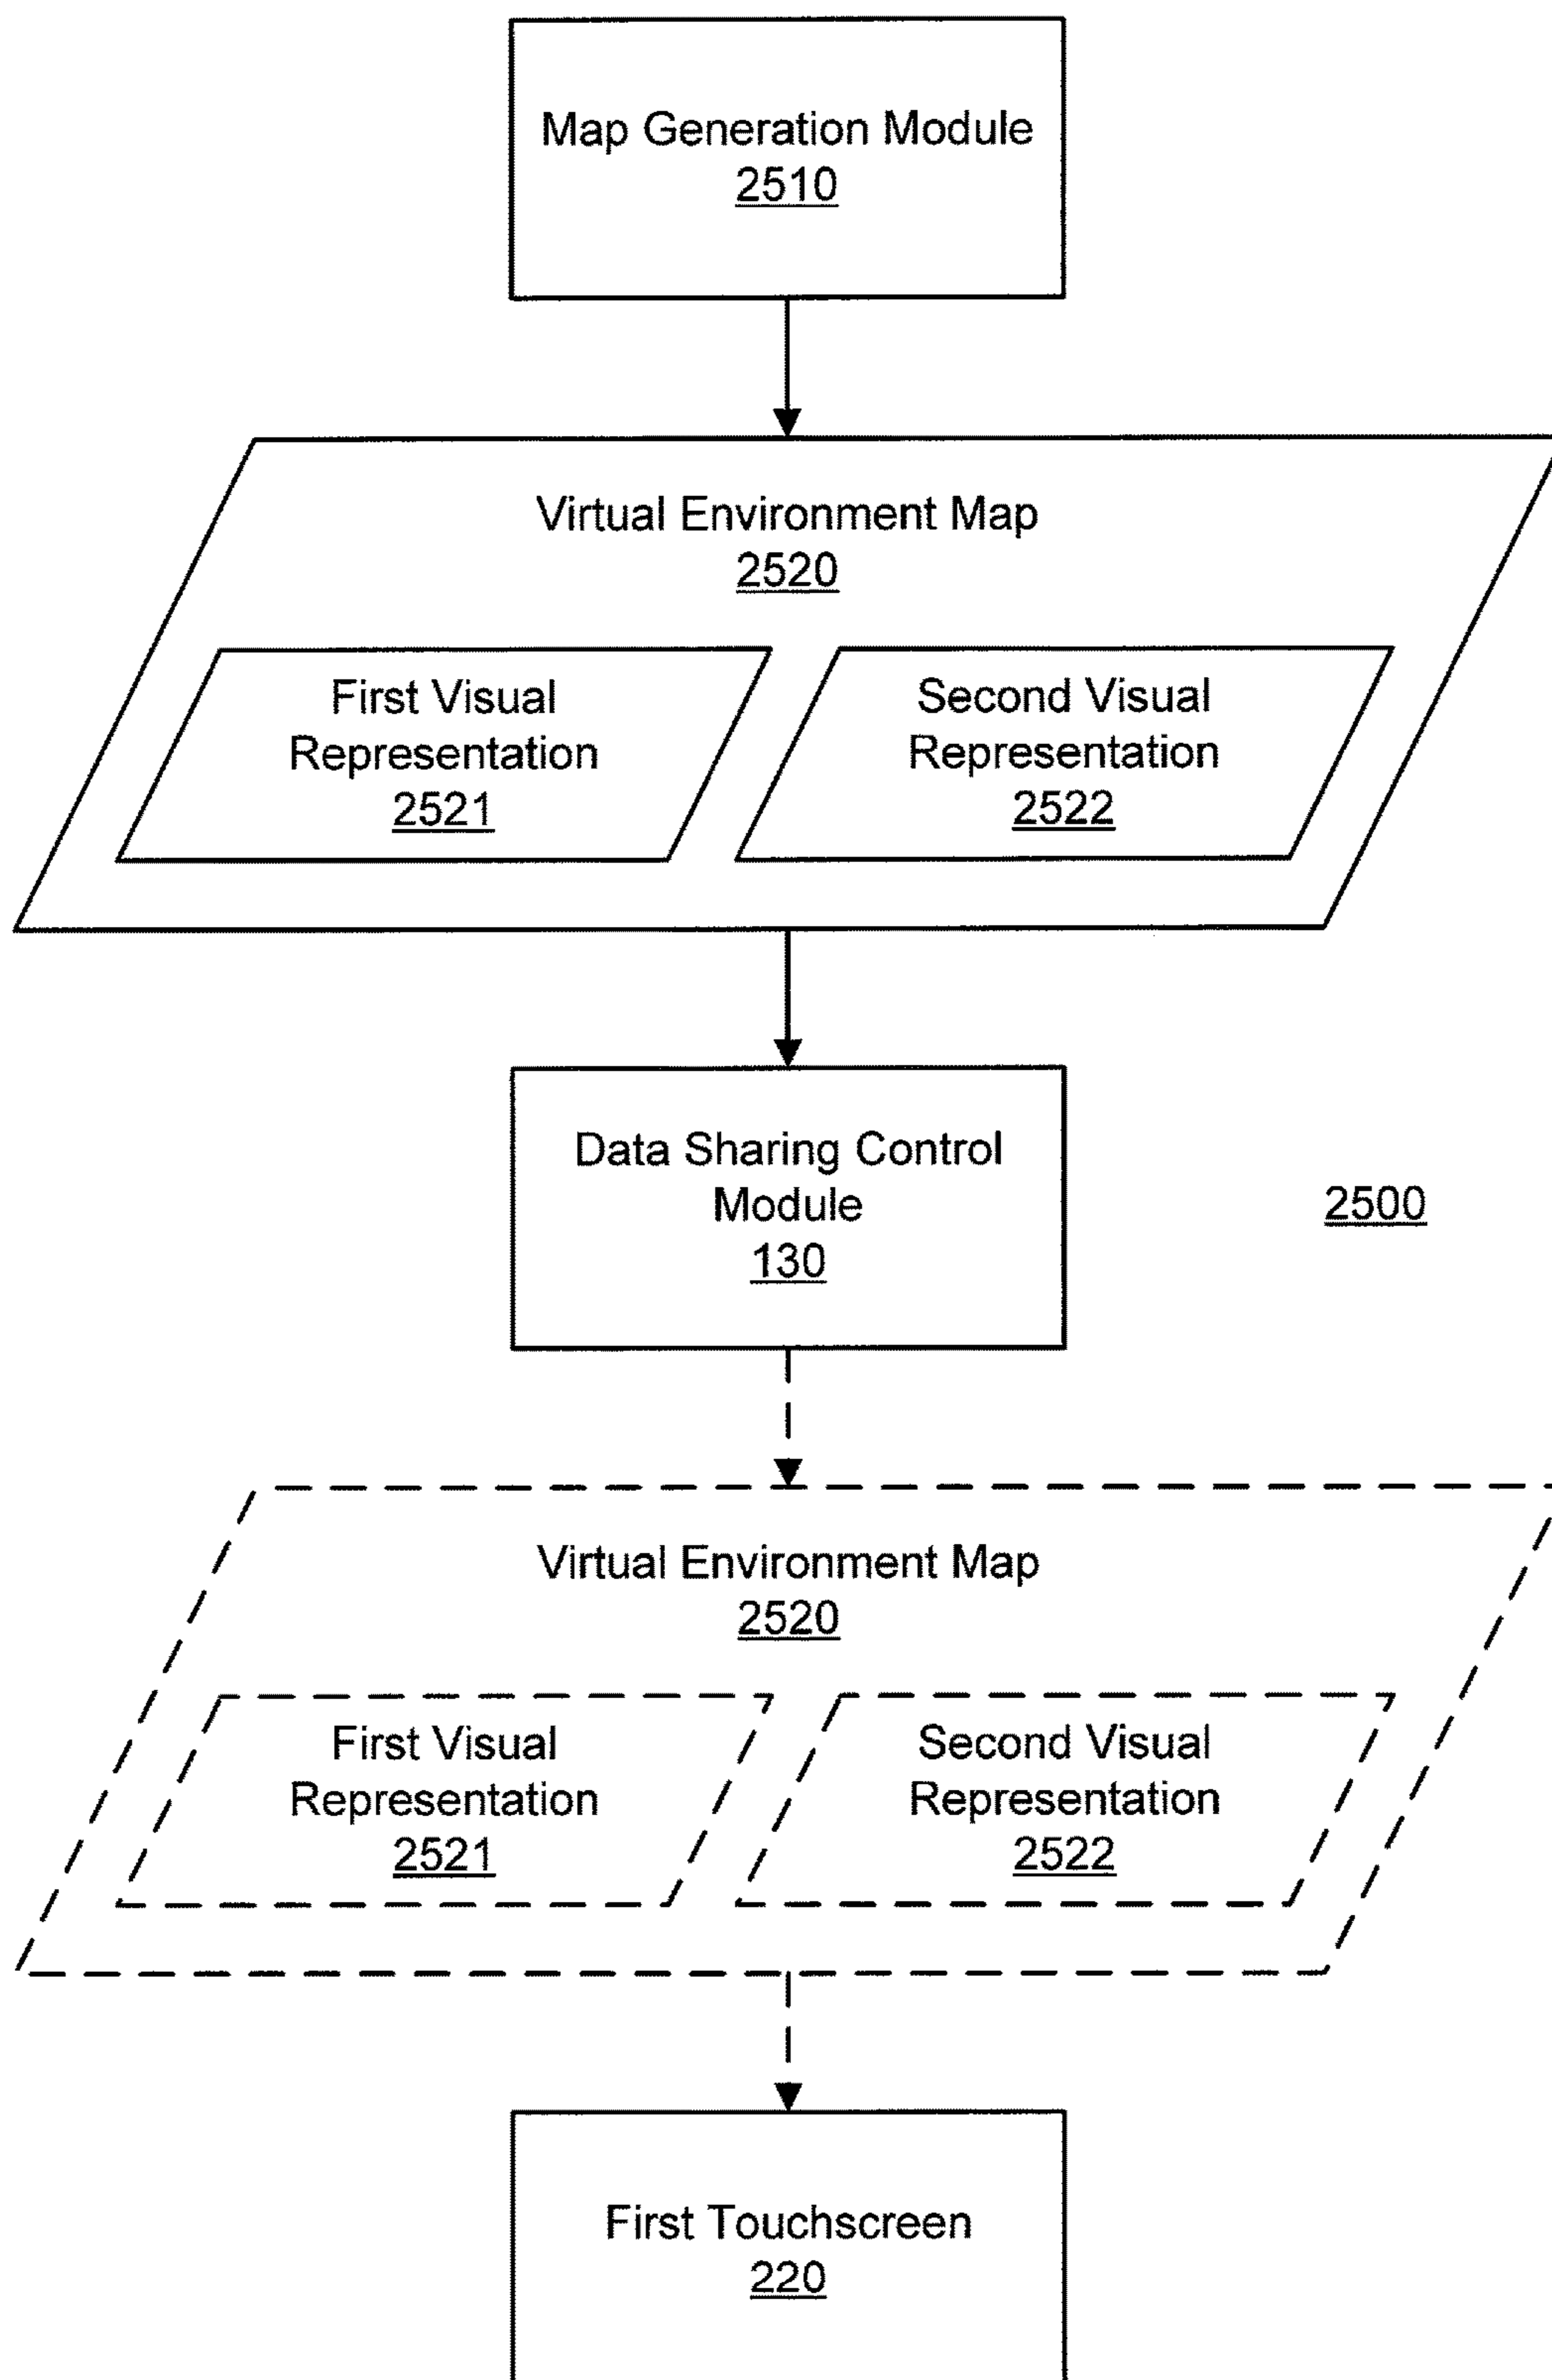 Map Generation Module
2510
Virtual Environment Map
2520
First Visual
Representation
2521
Second Visual
Representation
2522
Data Sharing Control
Module
130
2500
Virtual Environment Map
2520
First Visual
Representation
2521
Second Visual
Representation
2522
First Touchscreen
220